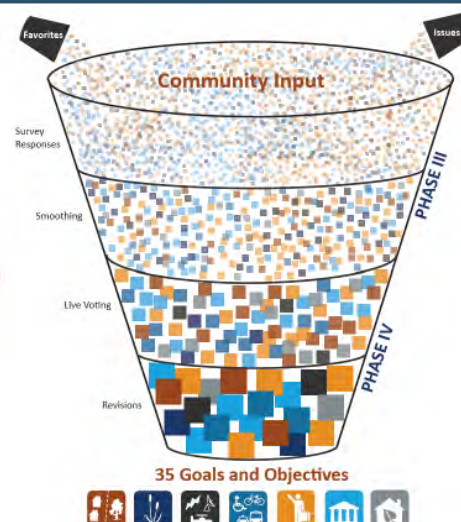 Favorites
Issues
Community Input
Survey
Responses
PHASE III
Smoothing
Live Voting
PHASE IV
Revisions
35 Goals and Objectives